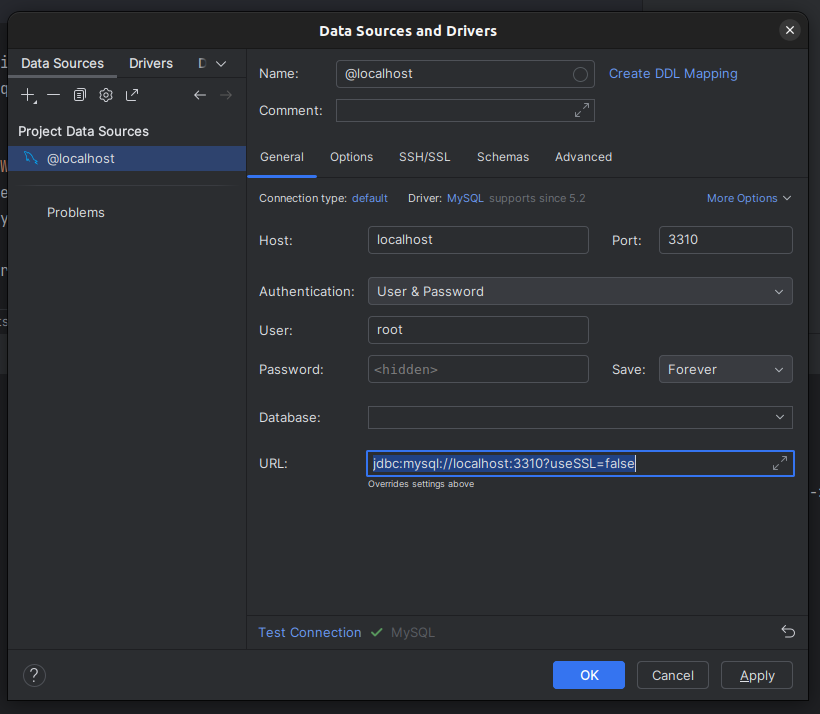 Data Sources and Drivers
Data Sources
Drivers
D
Project Data Sources
@localhost
Problems
Name:
@localhost
Create DDL Mapping
Comment:
General
Options
SSH/SSL
Schemas
Advanced
Connection type: default
Driver: MySQL supports since 5.2
More Options
Host:
localhost
Port:
3310
Authentication:
User & Password
User:
root
Password:
<hidden>
Save:
Forever
Database:
URL:
jdbc:mysql://localhost:3310?useSSL=false
Overrides settings above
Test Connection
MySQL
?
OK
Cancel
Apply